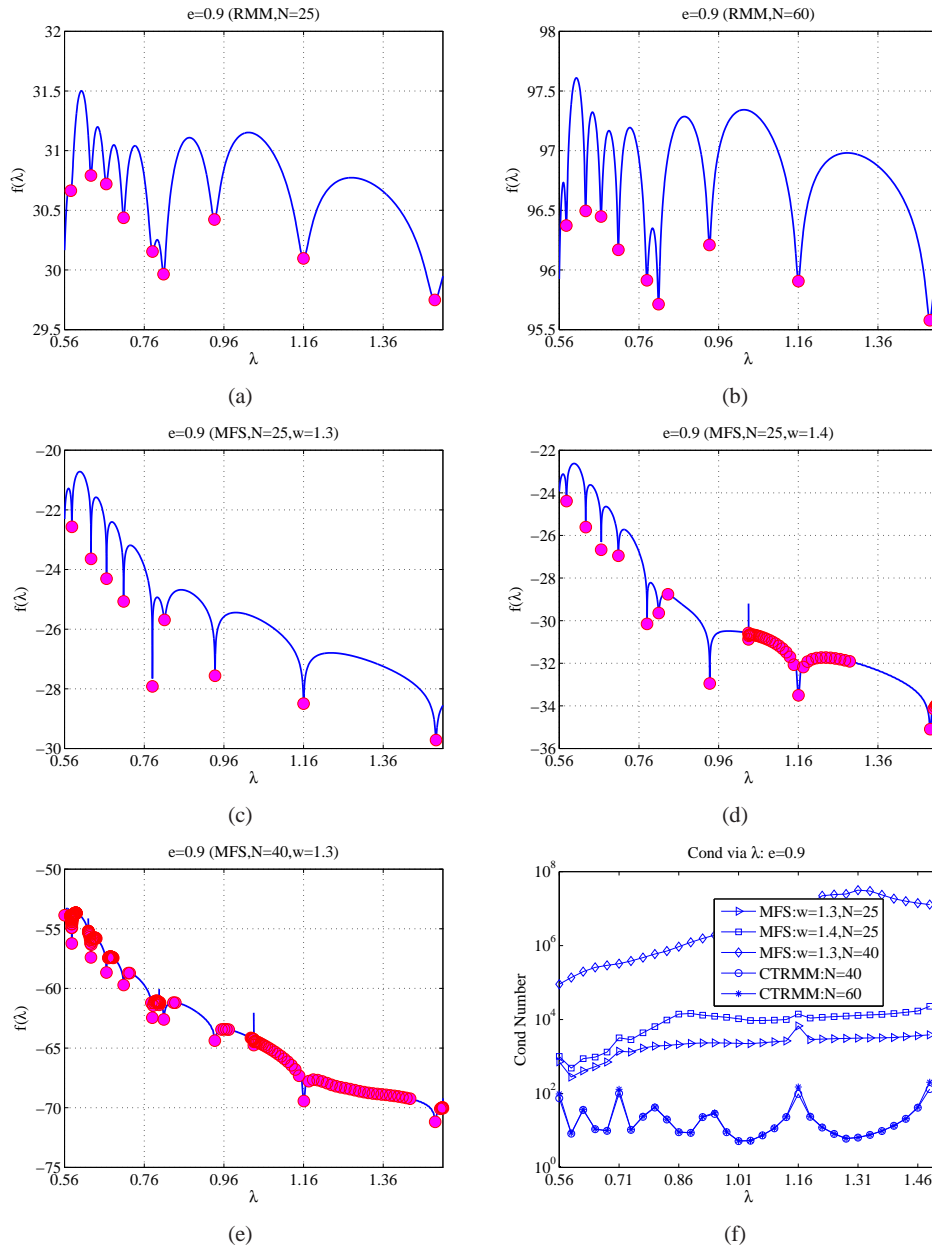 e=0.9 (RMM,N=25)
32
31.5
31
30.5
30
29.5
f(λ)
0.56 0.76 0.96 1.16 1.36
λ
(a)
e=0.9 (RMM,N=60)
98
97.5
97
96.5
96
95.5
f(λ)
0.56 0.76 0.96 1.16 1.36
λ
(b)
e=0.9 (MFS,N=25,w=1.3)
−20
−22
−24
−26
−28
−30
f(λ)
0.56 0.76 0.96 1.16 1.36
λ
(c)
e=0.9 (MFS,N=25,w=1.4)
−22
−24
−26
−28
−30
−32
−34
−36
f(λ)
0.56 0.76 0.96 1.16 1.36
λ
(d)
e=0.9 (MFS,N=40,w=1.3)
−50
−55
−60
−65
−70
−75
f(λ)
0.56 0.76 0.96 1.16 1.36
λ
(e)
Cond via λ: e=0.9
10^8
10^6
10^4
10^2
10^0
Cond Number
MFS:w=1.3,N=25
MFS:w=1.4,N=25
MFS:w=1.3,N=40
CTRMM:N=40
CTRMM:N=60
0.56 0.71 0.86 1.01 1.16 1.31 1.46
λ
(f)